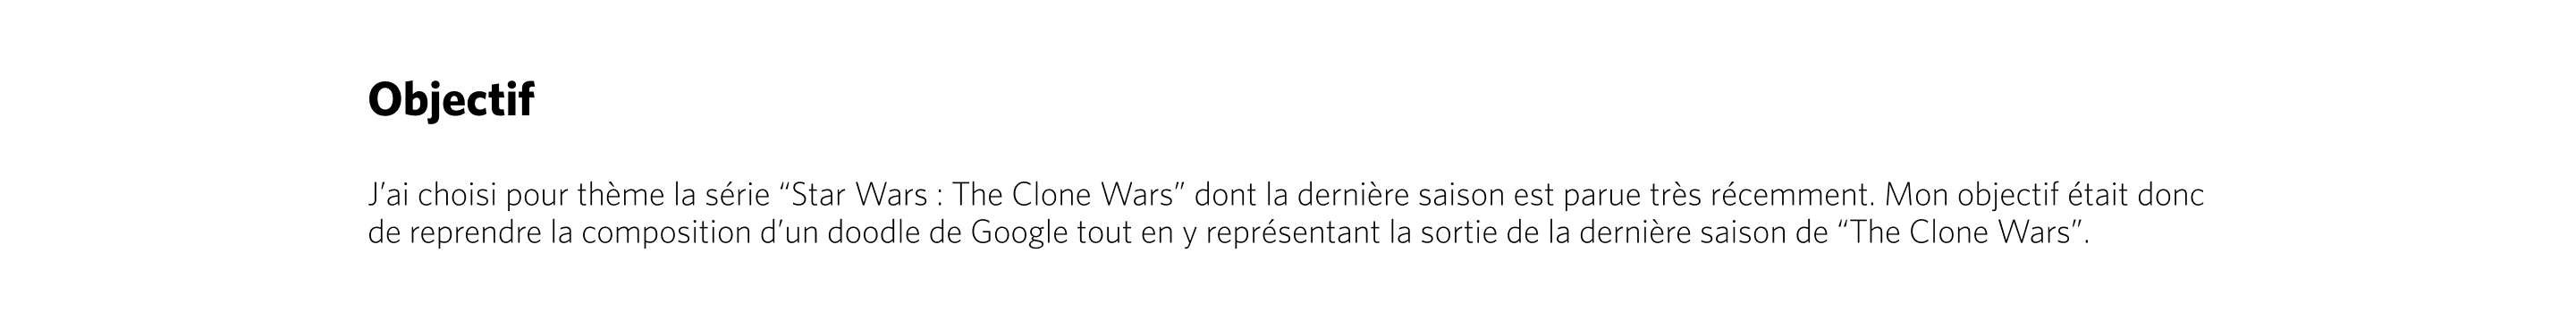 Objectif
J’ai choisi pour thème la série “Star Wars : The Clone Wars” dont la dernière saison est parue très récemment. Mon objectif était donc
de reprendre la composition d’un doodle de Google tout en y représentant la sortie de la dernière saison de “The Clone Wars”.